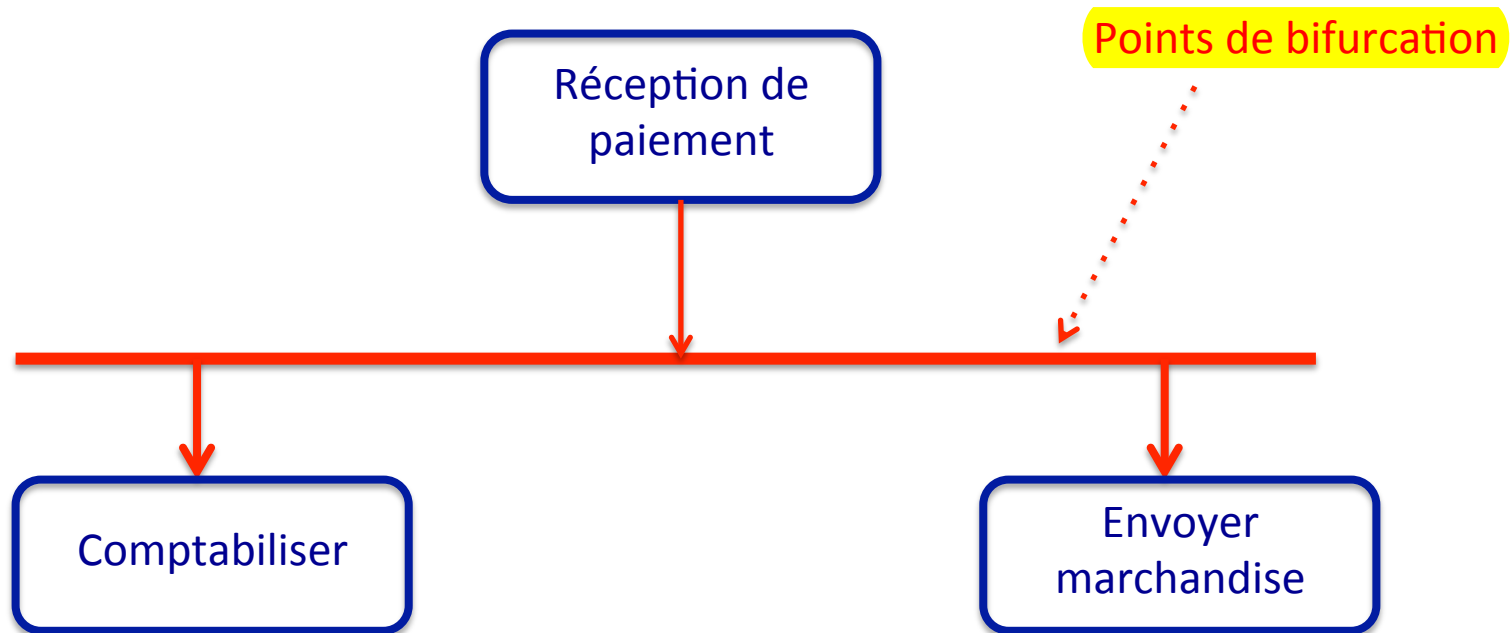 Points de bifurcation
Réception de
paiement
Comptabiliser
Envoyer
marchandise